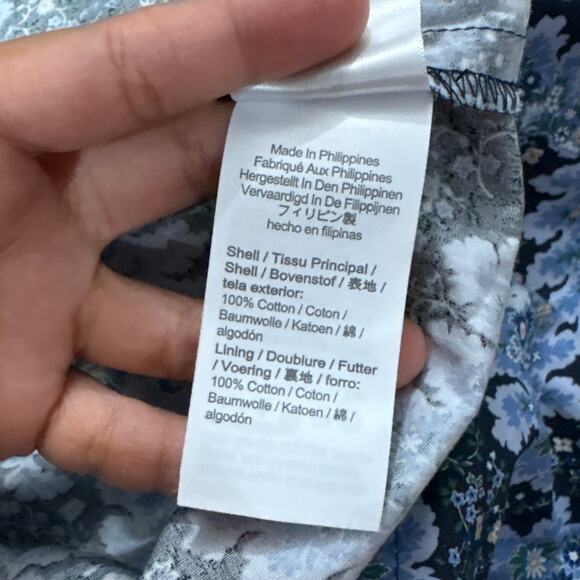 Made In Philippines
Fabriqué Aux Philippines
Hergestellt In Den Philippinen
Vervaardigd In De Filippijnen
フィリピン製
hecho en filipinas
Shell / Tissu Principal /
Shell / Bovenstof / 表地 /
tela exterior:
100% Cotton / Coton /
Baumwolle / Katoen / 綿 /
algodón
Lining / Doublure / Futter
/ Voering / 裏地 / forro:
100% Cotton / Coton /
Baumwolle / Katoen / 綿 /
algodón